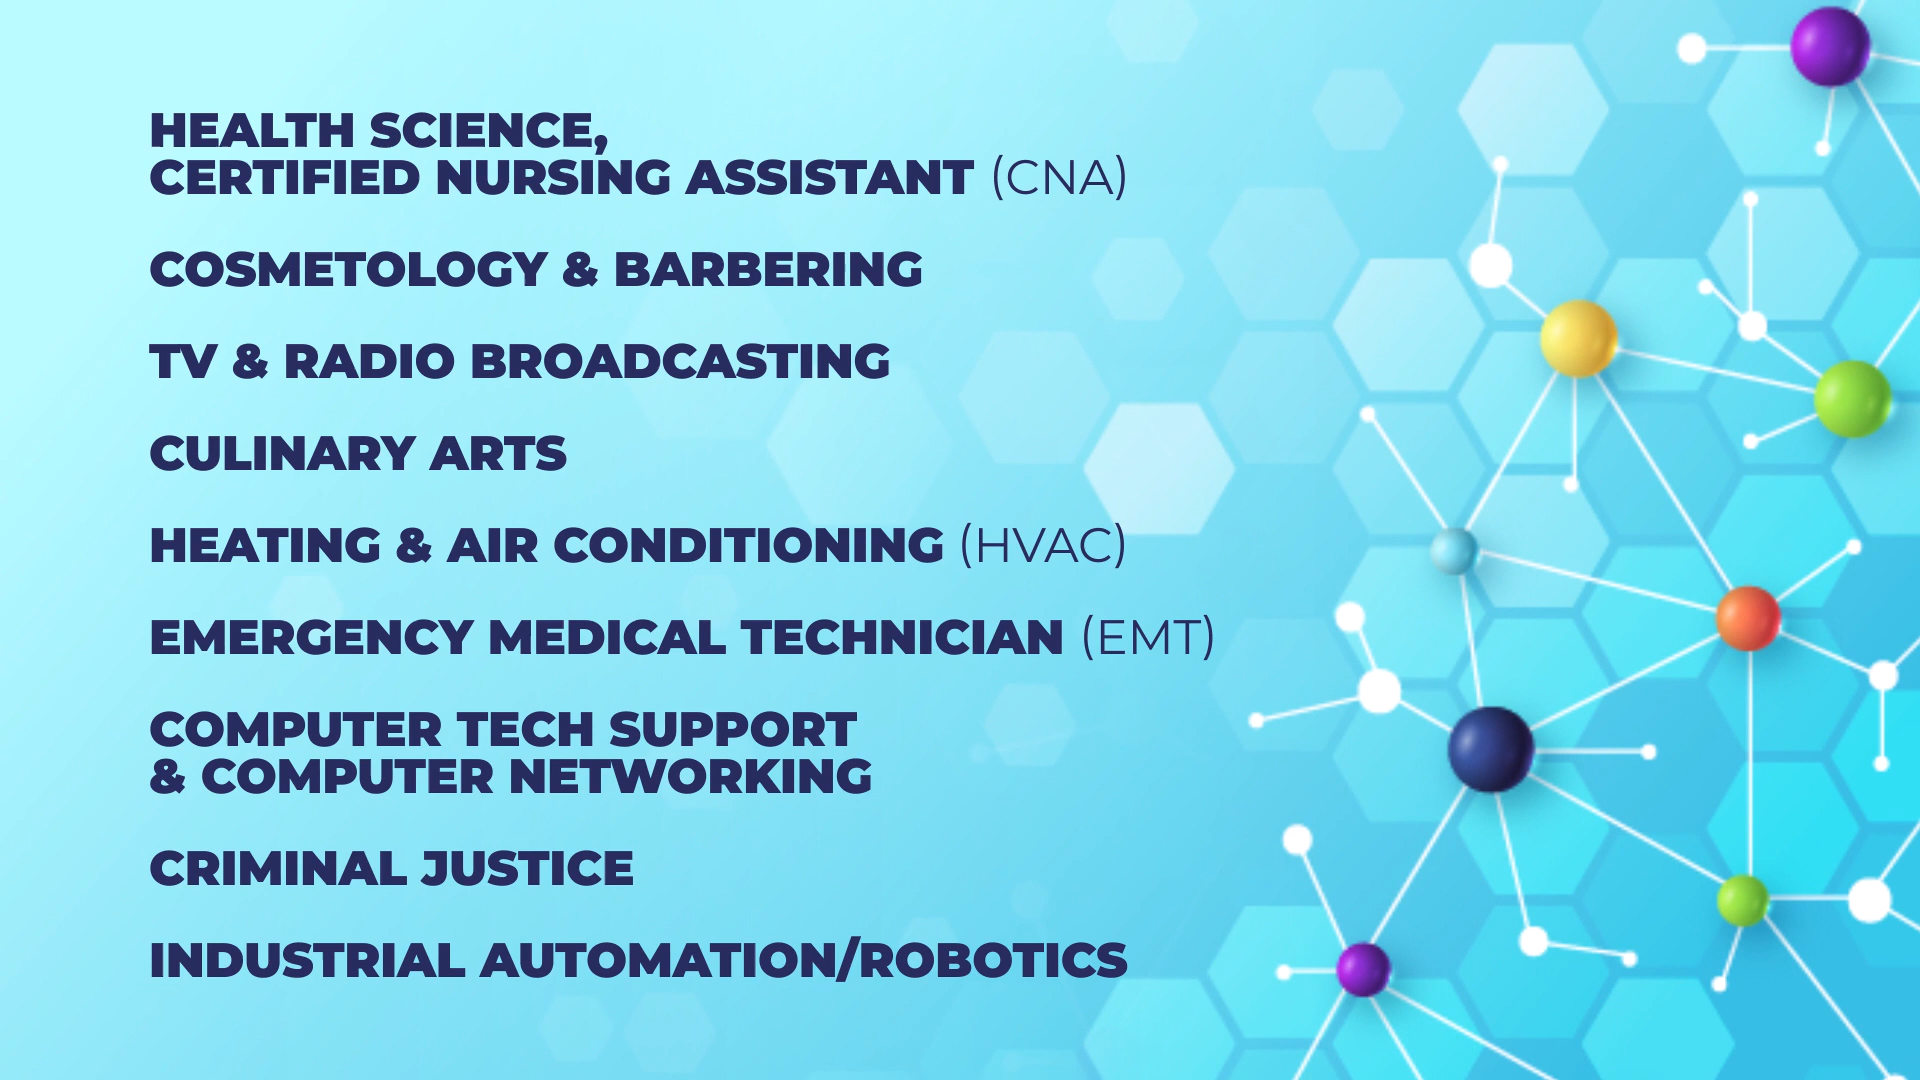 HEALTH SCIENCE,
CERTIFIED NURSING ASSISTANT (CNA)
COSMETOLOGY & BARBERING
TV & RADIO BROADCASTING
CULINARY ARTS
HEATING & AIR CONDITIONING (HVAC)
EMERGENCY MEDICAL TECHNICIAN (EMT)
COMPUTER TECH SUPPORT
& COMPUTER NETWORKING
CRIMINAL JUSTICE
INDUSTRIAL AUTOMATION/ROBOTICS